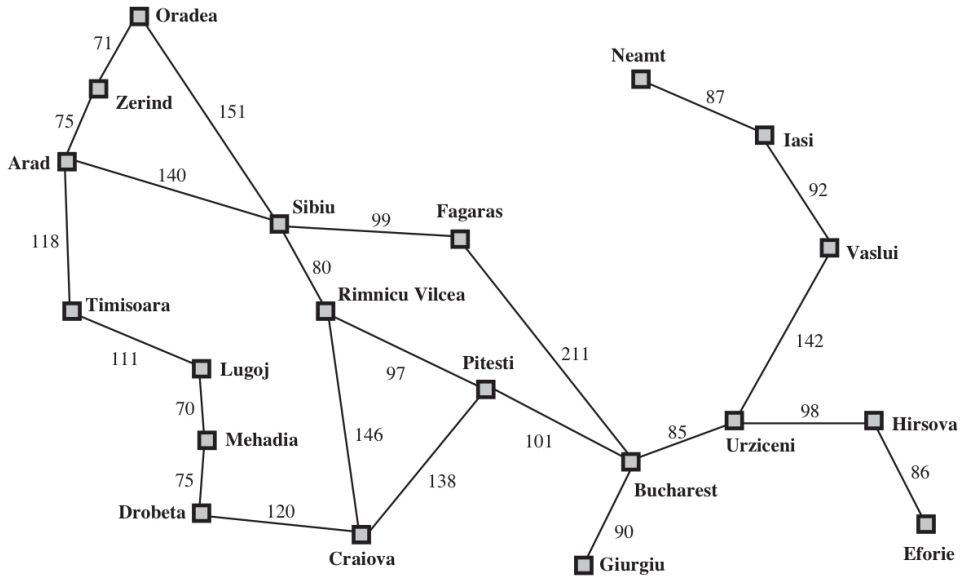 Oradea
71
Neamt
Zerind
87
151
75
Iasi
Arad
140
92
Sibiu
Fagaras
99
118
Vaslui
80
Timisoara
Rimnicu Vilcea
142
111
Lugoj
Pitesti
211
97
70
98
Hirsova
Mehadia
146
101
85
Urziceni
86
75
138
Bucharest
Drobeta
120
90
Craiova
Giurgiu
Eforie